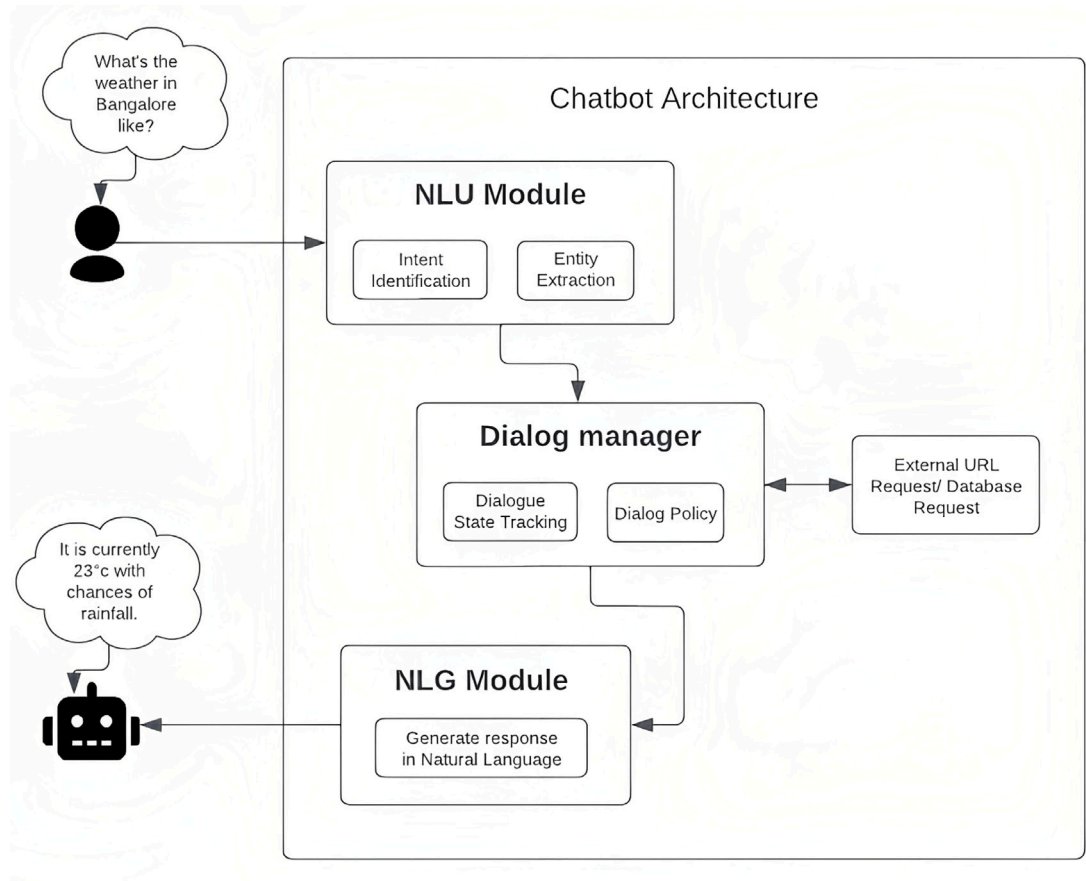 What's the
weather in
Bangalore
like?
Chatbot Architecture
NLU Module
Intent
Identification
Entity
Extraction
Dialog manager
Dialogue
State Tracking
Dialog Policy
External URL
Request/ Database
Request
It is currently
23°c with
chances of
rainfall.
NLG Module
Generate response
in Natural Language